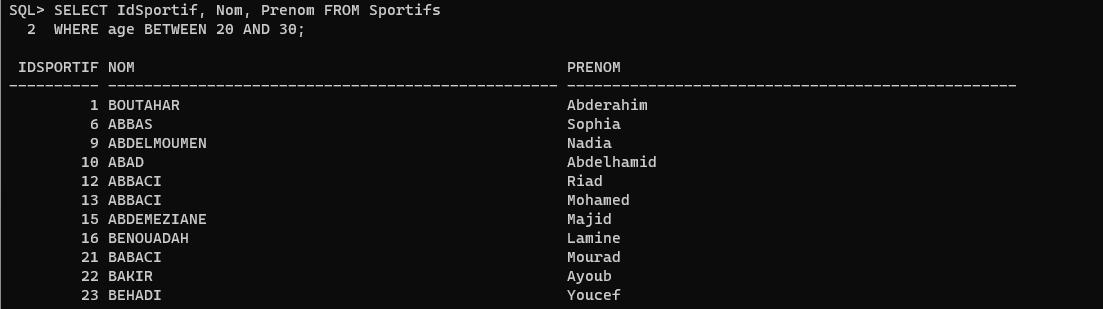 SQL> SELECT IdSportif, Nom, Prenom FROM Sportifs
  2  WHERE age BETWEEN 20 AND 30;
 IDSPORTIF NOM                                                PRENOM
---------- -------------------------------------------------- --------------------------------------------------
         1 BOUTAHAR                                           Abderahim
         6 ABBAS                                              Sophia
         9 ABDELMOUMEN                                        Nadia
        10 ABAD                                               Abdelhamid
        12 ABBACI                                             Riad
        13 ABBACI                                             Mohamed
        15 ABDEMEZIANE                                        Majid
        16 BENOUADAH                                          Lamine
        21 BABACI                                             Mourad
        22 BAKIR                                              Ayoub
        23 BEHADI                                             Youcef